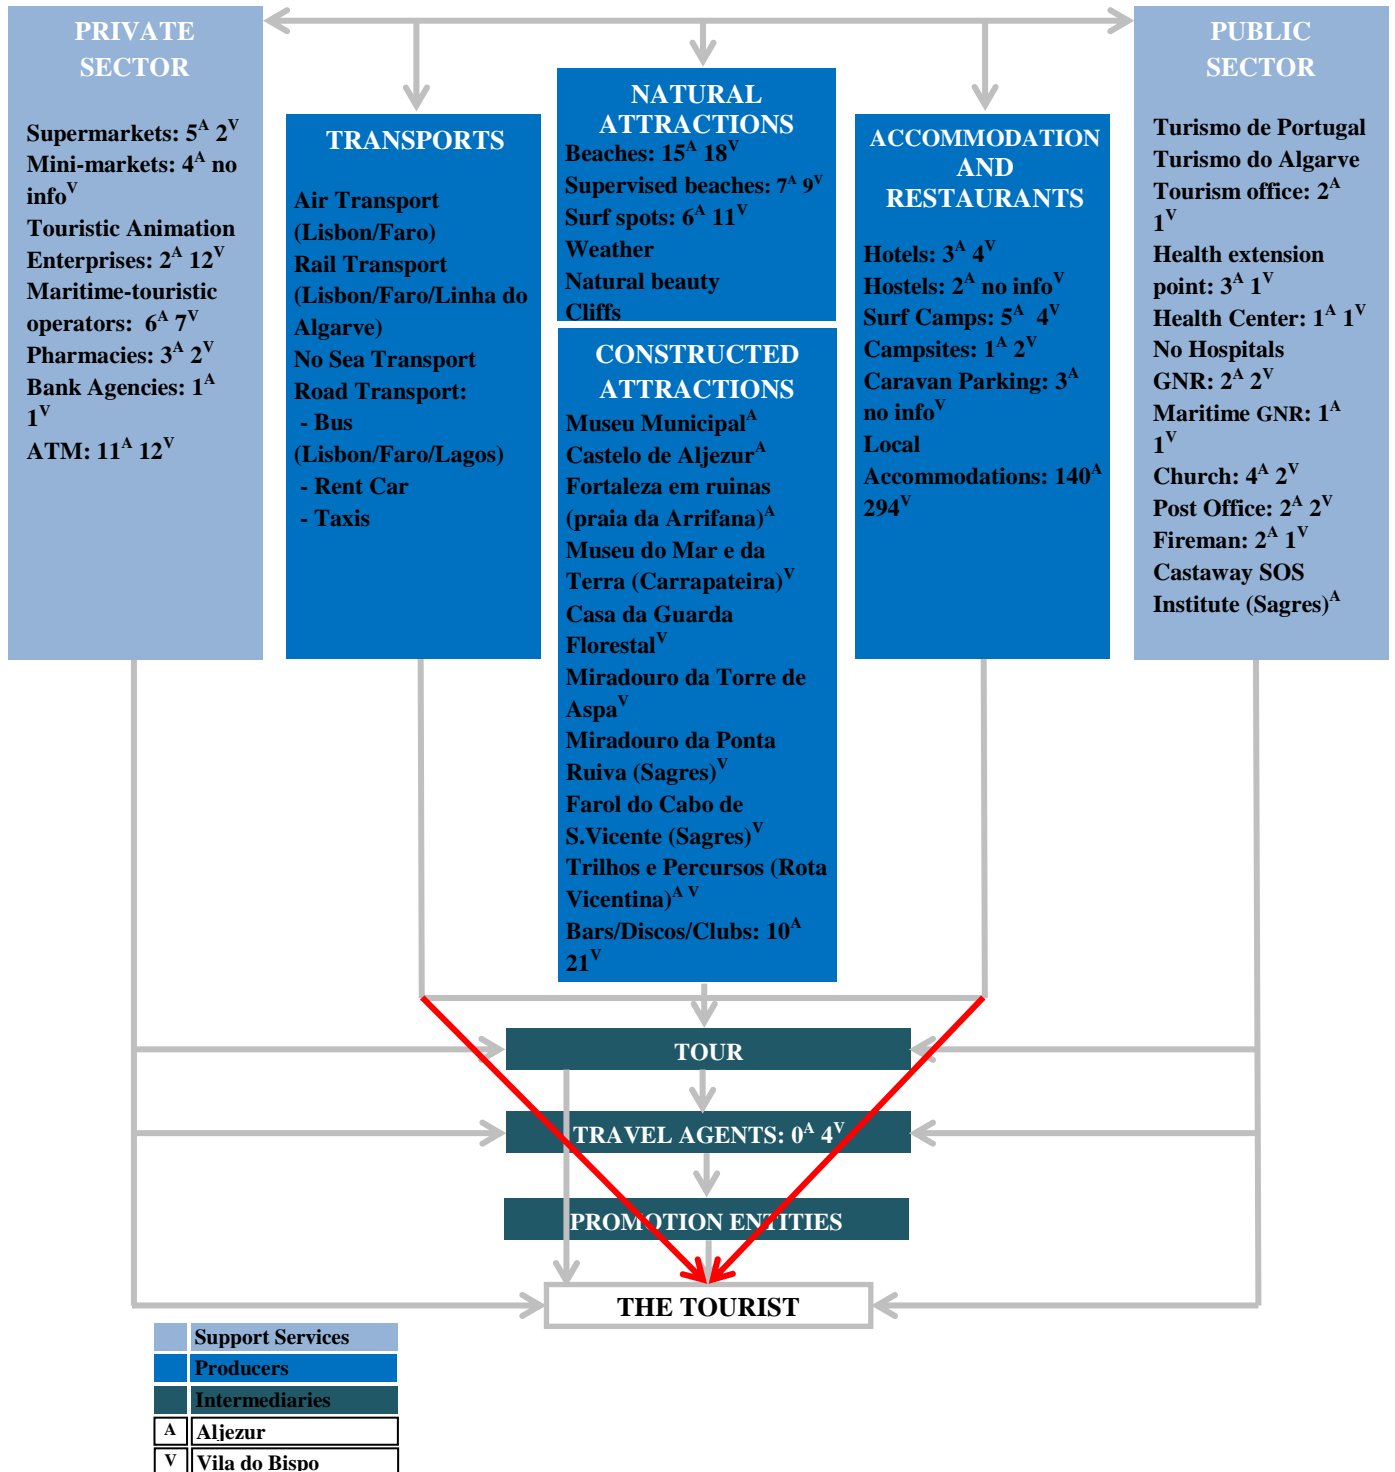 PRIVATE
SECTOR
Supermarkets: 5ᴬ 2ⱽ
Mini-markets: 4ᴬ no
infoⱽ
Touristic Animation
Enterprises: 2ᴬ 12ⱽ
Maritime-touristic
operators: 6ᴬ 7ⱽ
Pharmacies: 3ᴬ 2ⱽ
Bank Agencies: 1ᴬ
1ⱽ
ATM: 11ᴬ 12ⱽ
TRANSPORTS
Air Transport
(Lisbon/Faro)
Rail Transport
(Lisbon/Faro/Linha do
Algarve)
No Sea Transport
Road Transport:
- Bus
(Lisbon/Faro/Lagos)
- Rent Car
- Taxis
NATURAL
ATTRACTIONS
Beaches: 15ᴬ 18ⱽ
Supervised beaches: 7ᴬ 9ⱽ
Surf spots: 6ᴬ 11ⱽ
Weather
Natural beauty
Cliffs
CONSTRUCTED
ATTRACTIONS
Museu Municipalᴬ
Castelo de Aljezurᴬ
Fortaleza em ruinas
(praia da Arrifana)ᴬ
Museu do Mar e da
Terra (Carrapateira)ⱽ
Casa da Guarda
Florestalⱽ
Miradouro da Torre de
Aspaⱽ
Miradouro da Ponta
Ruiva (Sagres)ⱽ
Farol do Cabo de
S.Vicente (Sagres)ⱽ
Trilhos e Percursos (Rota
Vicentina)ᴬ ⱽ
Bars/Discos/Clubs: 10ᴬ
21ⱽ
ACCOMMODATION
AND
RESTAURANTS
Hotels: 3ᴬ 4ⱽ
Hostels: 2ᴬ no infoⱽ
Surf Camps: 5ᴬ 4ⱽ
Campsites: 1ᴬ 2ⱽ
Caravan Parking: 3ᴬ
no infoⱽ
Local
Accommodations: 140ᴬ
294ⱽ
PUBLIC
SECTOR
Turismo de Portugal
Turismo do Algarve
Tourism office: 2ᴬ
1ⱽ
Health extension
point: 3ᴬ 1ⱽ
Health Center: 1ᴬ 1ⱽ
No Hospitals
GNR: 2ᴬ 2ⱽ
Maritime GNR: 1ᴬ
1ⱽ
Church: 4ᴬ 2ⱽ
Post Office: 2ᴬ 2ⱽ
Fireman: 2ᴬ 1ⱽ
Castaway SOS
Institute (Sagres)ᴬ
TOUR
TRAVEL AGENTS: 0ᴬ 4ⱽ
PROMOTION ENTITIES
THE TOURIST
Support Services
Producers
Intermediaries
A Aljezur
V Vila do Bispo